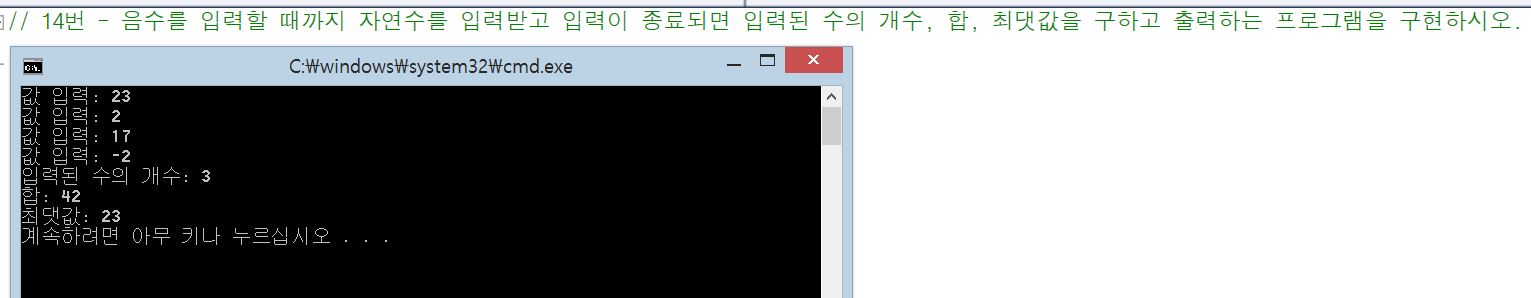 // 14번 - 음수를 입력할 때까지 자연수를 입력받고 입력이 종료되면 입력된 수의 개수, 합, 최댓값을 구하고 출력하는 프로그램을 구현하시오.
C:₩windows₩system32₩cmd.exe
값 입력: 23
값 입력: 2
값 입력: 17
값 입력: -2
입력된 수의 개수: 3
합: 42
최댓값: 23
계속하려면 아무 키나 누르십시오 . . .